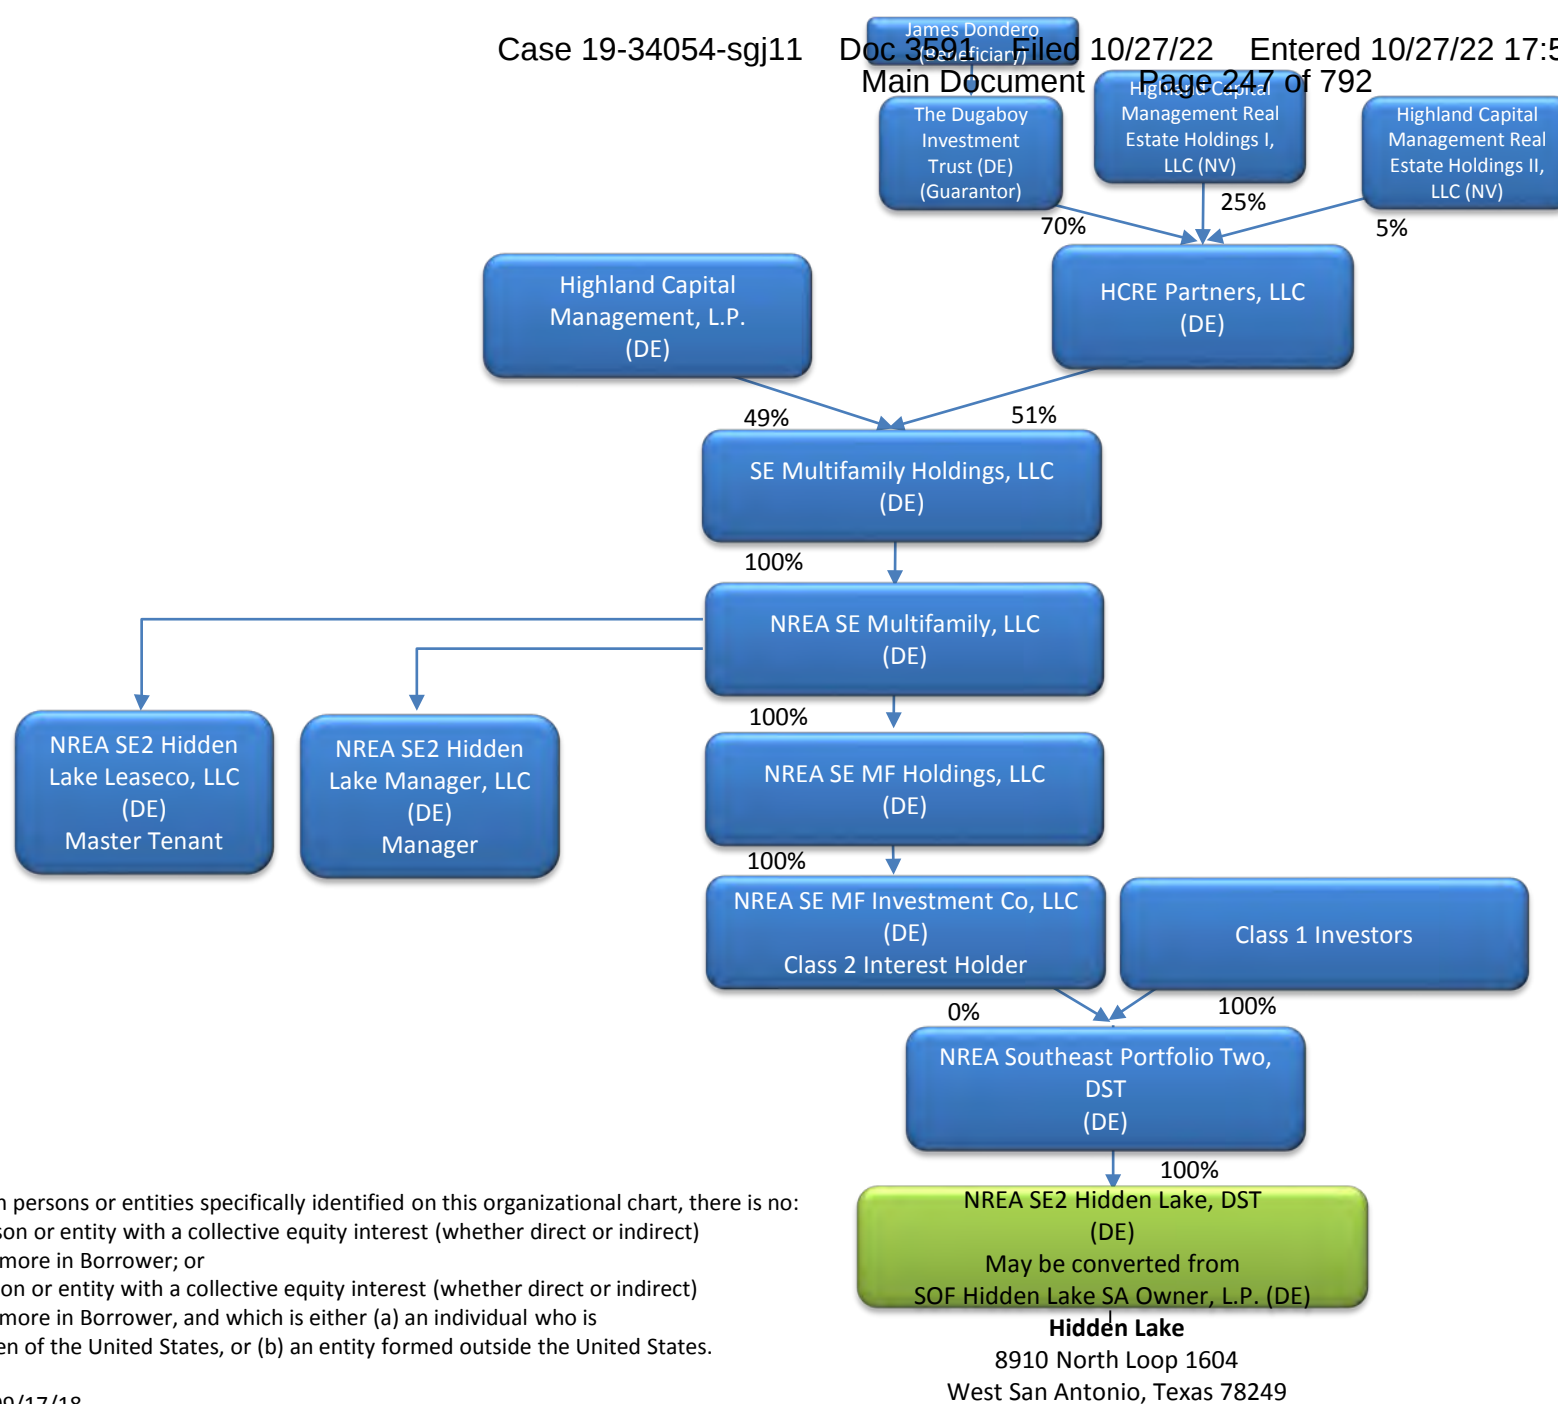 Case 19-34054-sgj11 Doc 3591 Filed 10/27/22 Entered 10/27/22 17:5
Main Document Page 247 of 792
James Dondero
(Beneficiary)
The Dugaboy
Investment
Trust (DE)
(Guarantor)
Highland Capital
Management Real
Estate Holdings I,
LLC (NV)
Highland Capital
Management Real
Estate Holdings II,
LLC (NV)
70%
25%
5%
Highland Capital
Management, L.P.
(DE)
HCRE Partners, LLC
(DE)
49%
51%
SE Multifamily Holdings, LLC
(DE)
100%
NREA SE Multifamily, LLC
(DE)
NREA SE2 Hidden
Lake Leaseco, LLC
(DE)
Master Tenant
NREA SE2 Hidden
Lake Manager, LLC
(DE)
Manager
100%
NREA SE MF Holdings, LLC
(DE)
100%
NREA SE MF Investment Co, LLC
(DE)
Class 2 Interest Holder
Class 1 Investors
0%
100%
NREA Southeast Portfolio Two,
DST
(DE)
100%
NREA SE2 Hidden Lake, DST
(DE)
May be converted from
SOF Hidden Lake SA Owner, L.P. (DE)
Hidden Lake
8910 North Loop 1604
West San Antonio, Texas 78249
n persons or entities specifically identified on this organizational chart, there is no:
son or entity with a collective equity interest (whether direct or indirect)
more in Borrower; or
on or entity with a collective equity interest (whether direct or indirect)
more in Borrower, and which is either (a) an individual who is
en of the United States, or (b) an entity formed outside the United States.
09/17/18